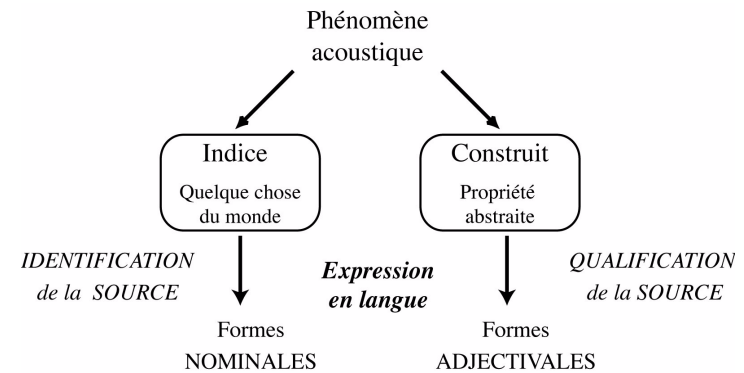 Phénomène
acoustique
Indice
Quelque chose
du monde
Construit
Propriété
abstraite
IDENTIFICATION
de la SOURCE
Expression
en langue
QUALIFICATION
de la SOURCE
Formes
NOMINALES
Formes
ADJECTIVALES